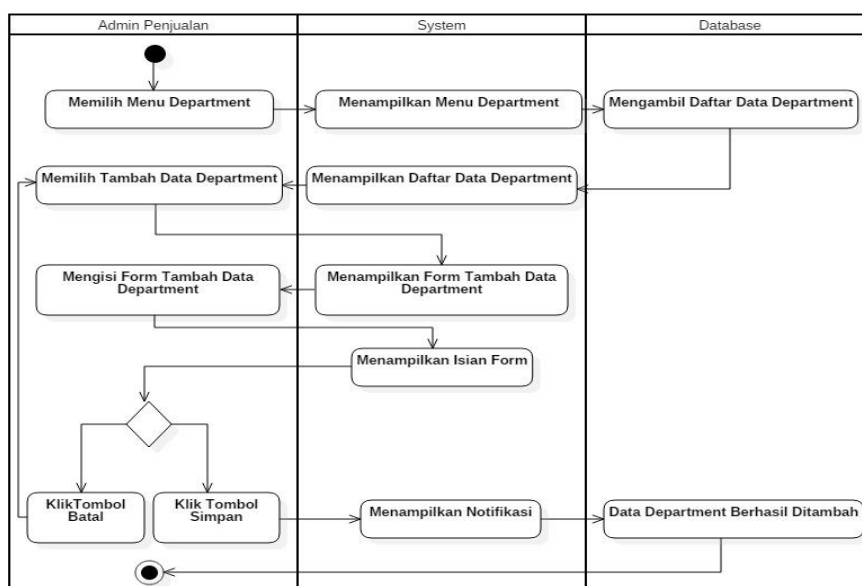 Admin Penjualan
System
Database
Memilih Menu Department
Menampilkan Menu Department
Mengambil Daftar Data Department
Memilih Tambah Data Department
Menampilkan Daftar Data Department
Mengisi Form Tambah Data
Department
Menampilkan Form Tambah Data
Department
Menampilkan Isian Form
KlikTombol
Batal
Klik Tombol
Simpan
Menampilkan Notifikasi
Data Department Berhasil Ditambah